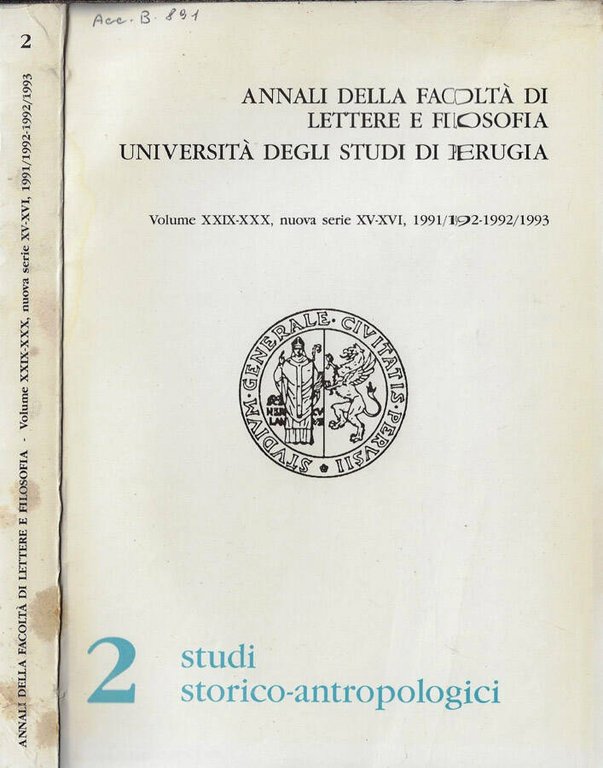 2
ANNALI DELLA FACOLTÀ DI LETTERE E FILOSOFIA - Volume XXIX-XXX, nuova serie XV-XVI, 1991/1992-1992/1993
Acc. B. 891
ANNALI DELLA FACOLTÀ DI
LETTERE E FILOSOFIA
UNIVERSITÀ DEGLI STUDI DI PERUGIA
Volume XXIX-XXX, nuova serie XV-XVI, 1991/1992-1992/1993
STVDIVM · GENERALE · CIVITATIS · PERVSII
2
studi
storico-antropologici